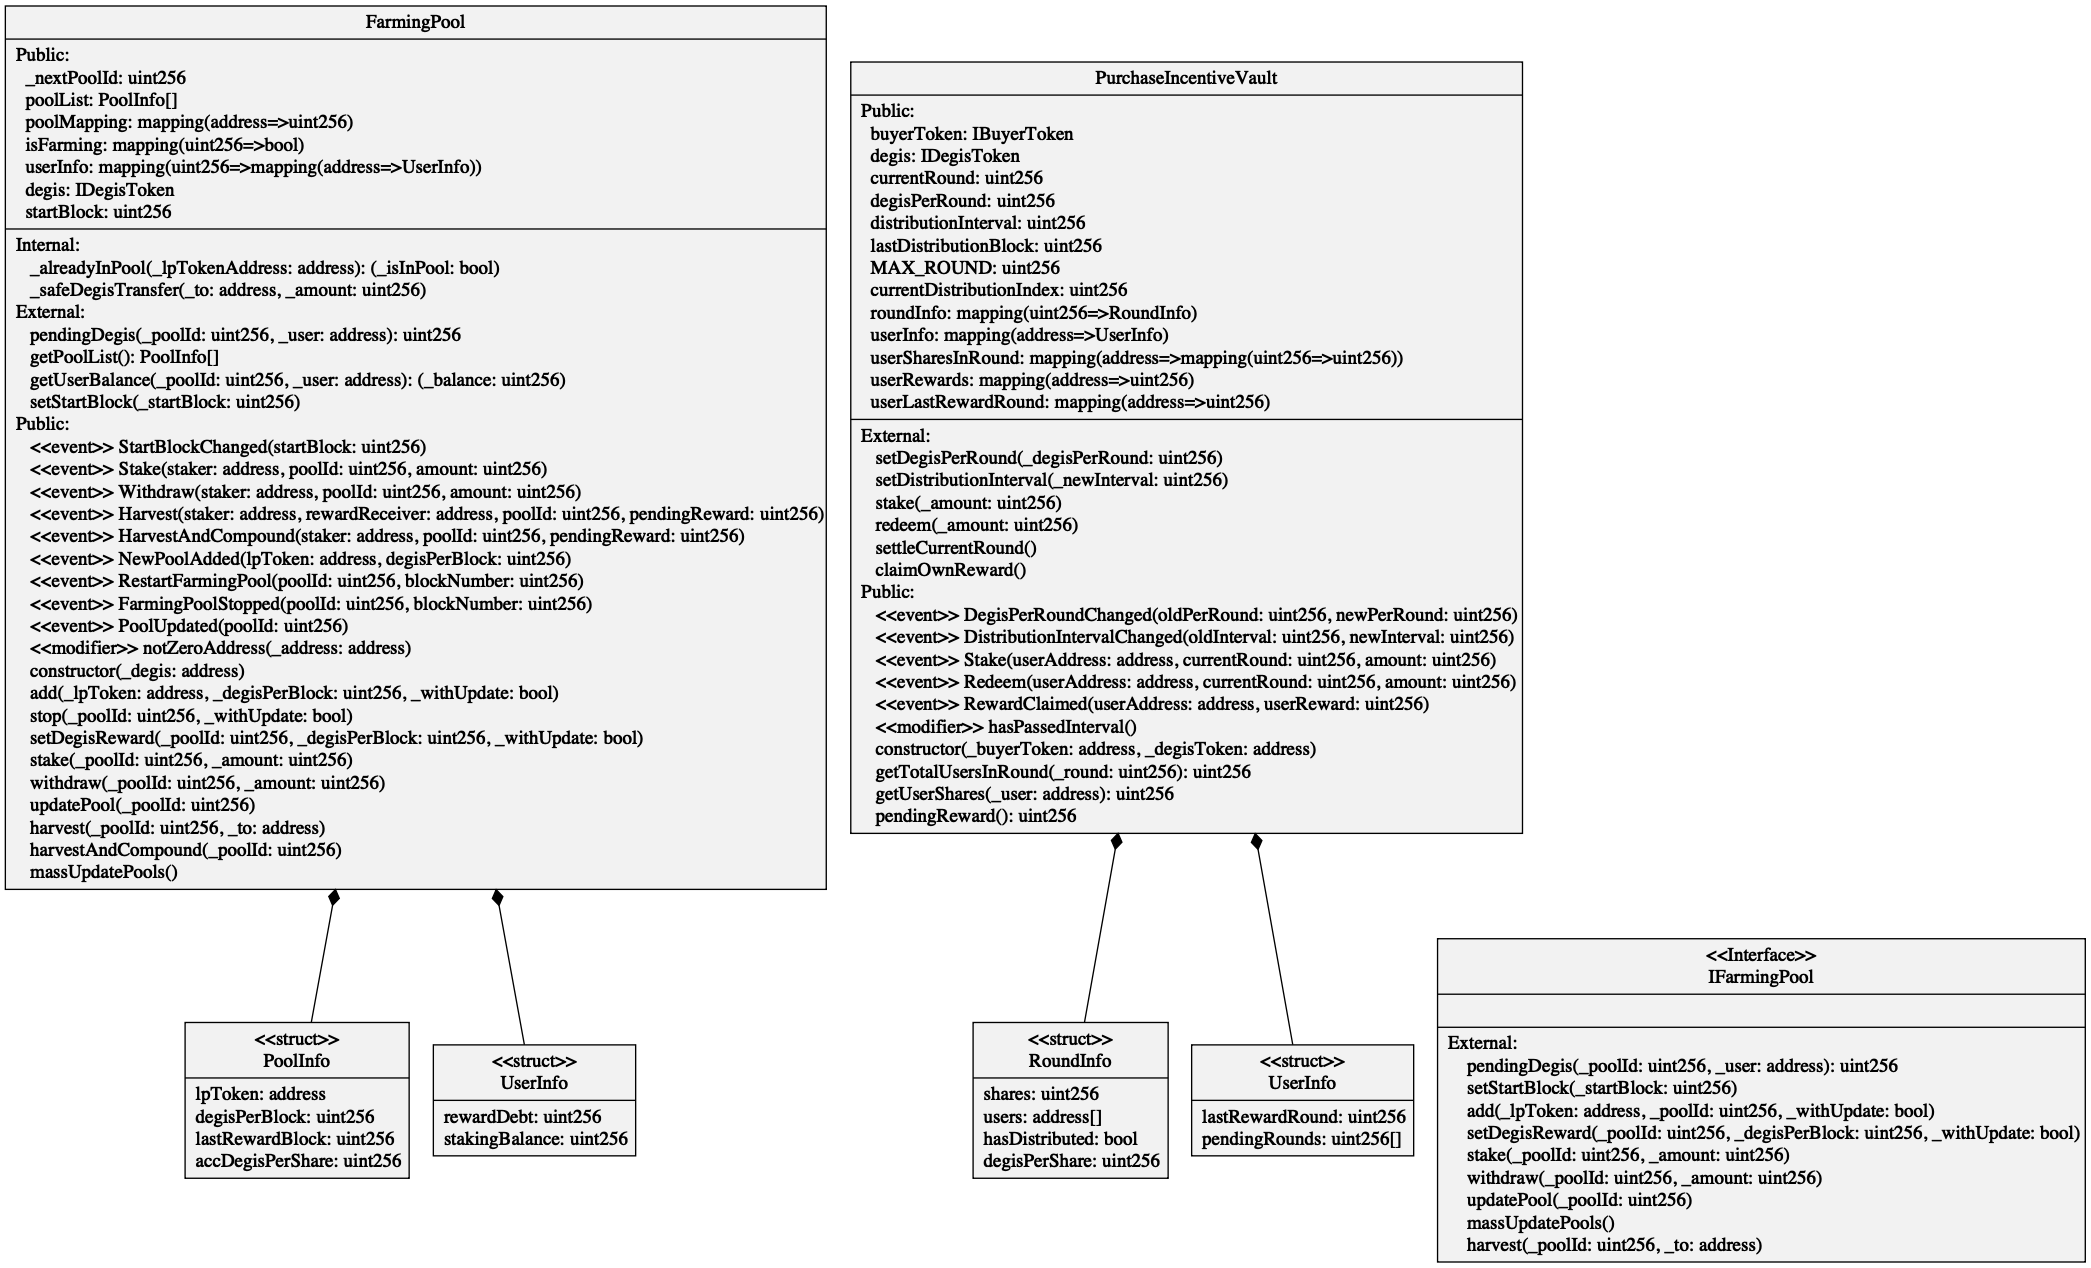 FarmingPool
Public:
_nextPoolId: uint256
poolList: PoolInfo[]
poolMapping: mapping(address=>uint256)
isFarming: mapping(uint256=>bool)
userInfo: mapping(uint256=>mapping(address=>UserInfo))
degis: IDegisToken
startBlock: uint256
Internal:
_alreadyInPool(_lpTokenAddress: address): (_isInPool: bool)
_safeDegisTransfer(_to: address, _amount: uint256)
External:
pendingDegis(_poolId: uint256, _user: address): uint256
getPoolList(): PoolInfo[]
getUserBalance(_poolId: uint256, _user: address): (_balance: uint256)
setStartBlock(_startBlock: uint256)
Public:
<<event>> StartBlockChanged(startBlock: uint256)
<<event>> Stake(staker: address, poolId: uint256, amount: uint256)
<<event>> Withdraw(staker: address, poolId: uint256, amount: uint256)
<<event>> Harvest(staker: address, rewardReceiver: address, poolId: uint256, pendingReward: uint256)
<<event>> HarvestAndCompound(staker: address, poolId: uint256, pendingReward: uint256)
<<event>> NewPoolAdded(lpToken: address, degisPerBlock: uint256)
<<event>> RestartFarmingPool(poolId: uint256, blockNumber: uint256)
<<event>> FarmingPoolStopped(poolId: uint256, blockNumber: uint256)
<<event>> PoolUpdated(poolId: uint256)
<<modifier>> notZeroAddress(_address: address)
constructor(_degis: address)
add(_lpToken: address, _degisPerBlock: uint256, _withUpdate: bool)
stop(_poolId: uint256, _withUpdate: bool)
setDegisReward(_poolId: uint256, _degisPerBlock: uint256, _withUpdate: bool)
stake(_poolId: uint256, _amount: uint256)
withdraw(_poolId: uint256, _amount: uint256)
updatePool(_poolId: uint256)
harvest(_poolId: uint256, _to: address)
harvestAndCompound(_poolId: uint256)
massUpdatePools()
PurchaseIncentiveVault
Public:
buyerToken: IBuyerToken
degis: IDegisToken
currentRound: uint256
degisPerRound: uint256
distributionInterval: uint256
lastDistributionBlock: uint256
MAX_ROUND: uint256
currentDistributionIndex: uint256
roundInfo: mapping(uint256=>RoundInfo)
userInfo: mapping(address=>UserInfo)
userSharesInRound: mapping(address=>mapping(uint256=>uint256))
userRewards: mapping(address=>uint256)
userLastRewardRound: mapping(address=>uint256)
External:
setDegisPerRound(_degisPerRound: uint256)
setDistributionInterval(_newInterval: uint256)
stake(_amount: uint256)
redeem(_amount: uint256)
settleCurrentRound()
claimOwnReward()
Public:
<<event>> DegisPerRoundChanged(oldPerRound: uint256, newPerRound: uint256)
<<event>> DistributionIntervalChanged(oldInterval: uint256, newInterval: uint256)
<<event>> Stake(userAddress: address, currentRound: uint256, amount: uint256)
<<event>> Redeem(userAddress: address, currentRound: uint256, amount: uint256)
<<event>> RewardClaimed(userAddress: address, userReward: uint256)
<<modifier>> hasPassedInterval()
constructor(_buyerToken: address, _degisToken: address)
getTotalUsersInRound(_round: uint256): uint256
getUserShares(_user: address): uint256
pendingReward(): uint256
<<struct>>
PoolInfo
lpToken: address
degisPerBlock: uint256
lastRewardBlock: uint256
accDegisPerShare: uint256
<<struct>>
UserInfo
rewardDebt: uint256
stakingBalance: uint256
<<struct>>
RoundInfo
shares: uint256
users: address[]
hasDistributed: bool
degisPerShare: uint256
<<struct>>
UserInfo
lastRewardRound: uint256
pendingRounds: uint256[]
<<Interface>>
IFarmingPool
External:
pendingDegis(_poolId: uint256, _user: address): uint256
setStartBlock(_startBlock: uint256)
add(_lpToken: address, _poolId: uint256, _withUpdate: bool)
setDegisReward(_poolId: uint256, _degisPerBlock: uint256, _withUpdate: bool)
stake(_poolId: uint256, _amount: uint256)
withdraw(_poolId: uint256, _amount: uint256)
updatePool(_poolId: uint256)
massUpdatePools()
harvest(_poolId: uint256, _to: address)